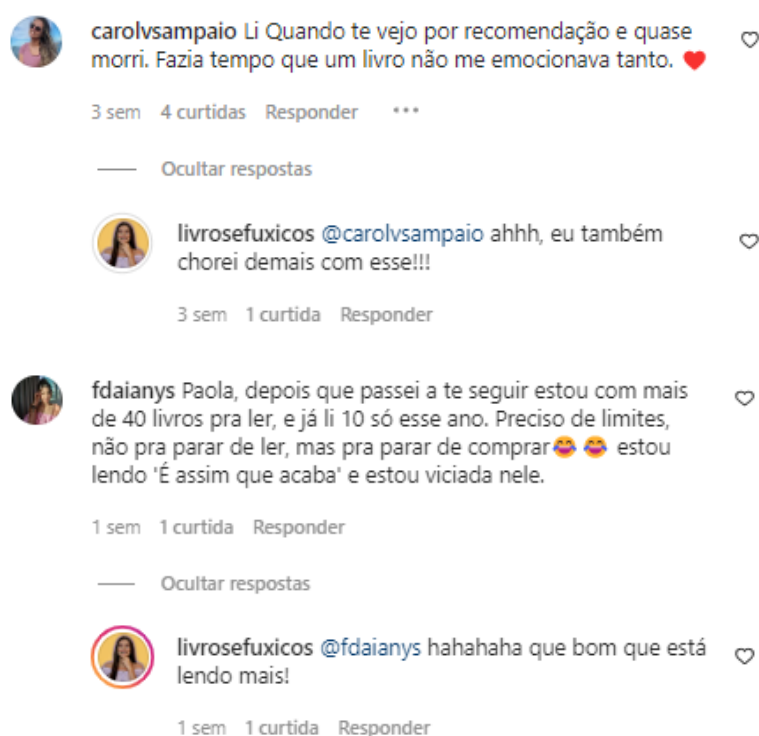 carolvsampaio Li Quando te vejo por recomendação e quase
morri. Fazia tempo que um livro não me emocionava tanto. ❤️
3 sem 4 curtidas Responder ···
Ocultar respostas
livrosefuxicos @carolvsampaio ahhh, eu também
chorei demais com esse!!!
3 sem 1 curtida Responder
fdaianys Paola, depois que passei a te seguir estou com mais
de 40 livros pra ler, e já li 10 só esse ano. Preciso de limites,
não pra parar de ler, mas pra parar de comprar😂 😂 estou
lendo 'É assim que acaba' e estou viciada nele.
1 sem 1 curtida Responder
Ocultar respostas
livrosefuxicos @fdaianys hahahaha que bom que está
lendo mais!
1 sem 1 curtida Responder